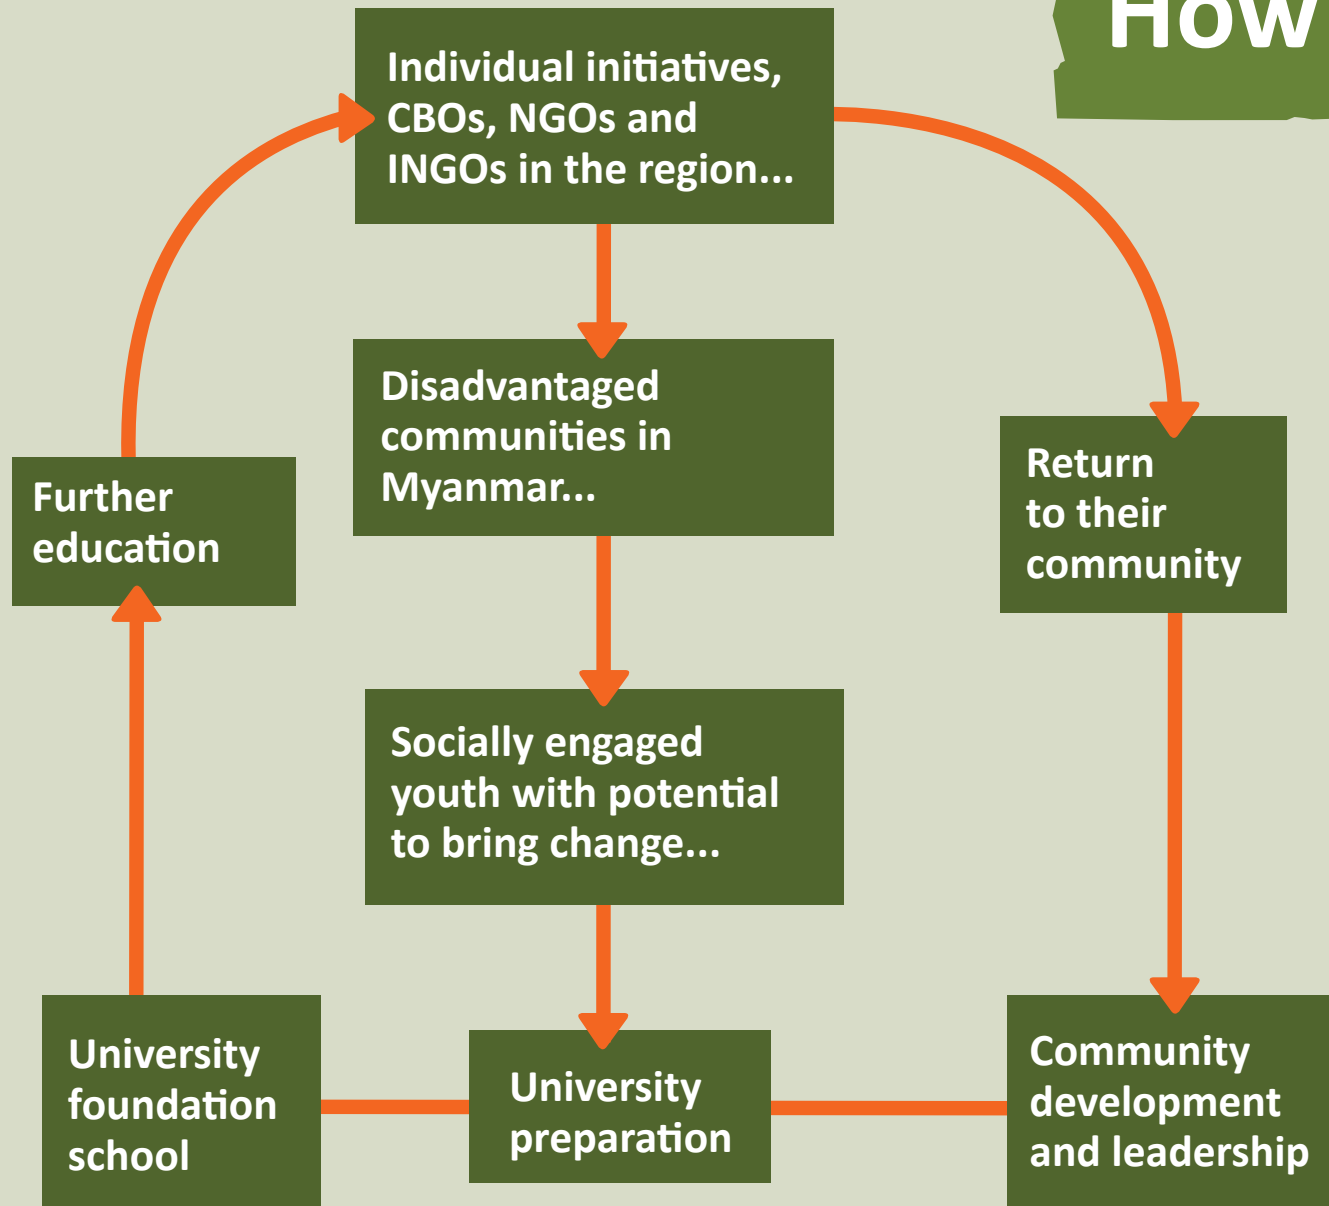 How
Individual initiatives,
CBOs, NGOs and
INGOs in the region...
Disadvantaged
communities in
Myanmar...
Return
to their
community
Further
education
Socially engaged
youth with potential
to bring change...
University
foundation
school
University
preparation
Community
development
and leadership